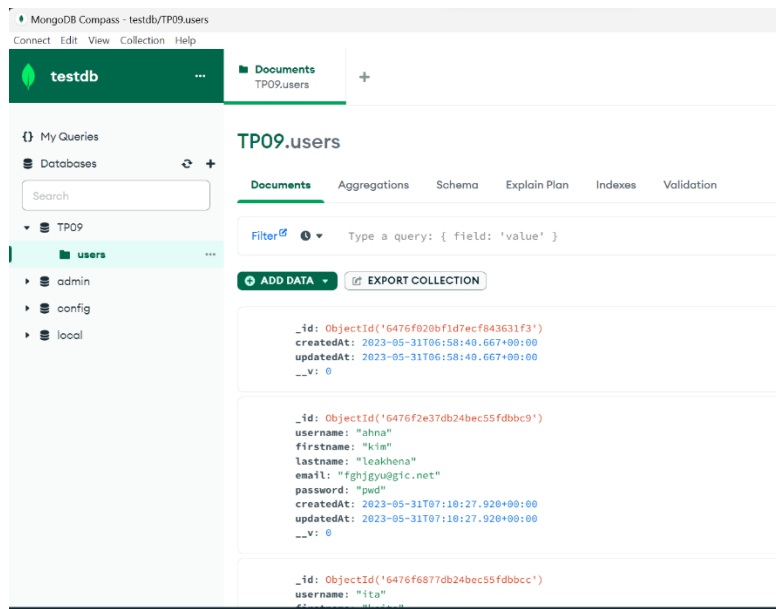 MongoDB Compass - testdb/TP09.users
Connect Edit View Collection Help
testdb
Documents
TP09.users
{} My Queries
Databases
Search
TP09
users
admin
config
local
TP09.users
Documents Aggregations Schema Explain Plan Indexes Validation
Filter Type a query: { field: 'value' }
ADD DATA EXPORT COLLECTION
_id: ObjectId('6476f020bf1d7ecf843631f3')
createdAt: 2023-05-31T06:58:40.667+00:00
updatedAt: 2023-05-31T06:58:40.667+00:00
__v: 0
_id: ObjectId('6476f2e37db24bec55fdbbc9')
username: "ahna"
firstname: "kim"
lastname: "leakhena"
email: "fghjgyu@gic.net"
password: "pwd"
createdAt: 2023-05-31T07:10:27.920+00:00
updatedAt: 2023-05-31T07:10:27.920+00:00
__v: 0
_id: ObjectId('6476f6877db24bec55fdbbcc')
username: "ita"